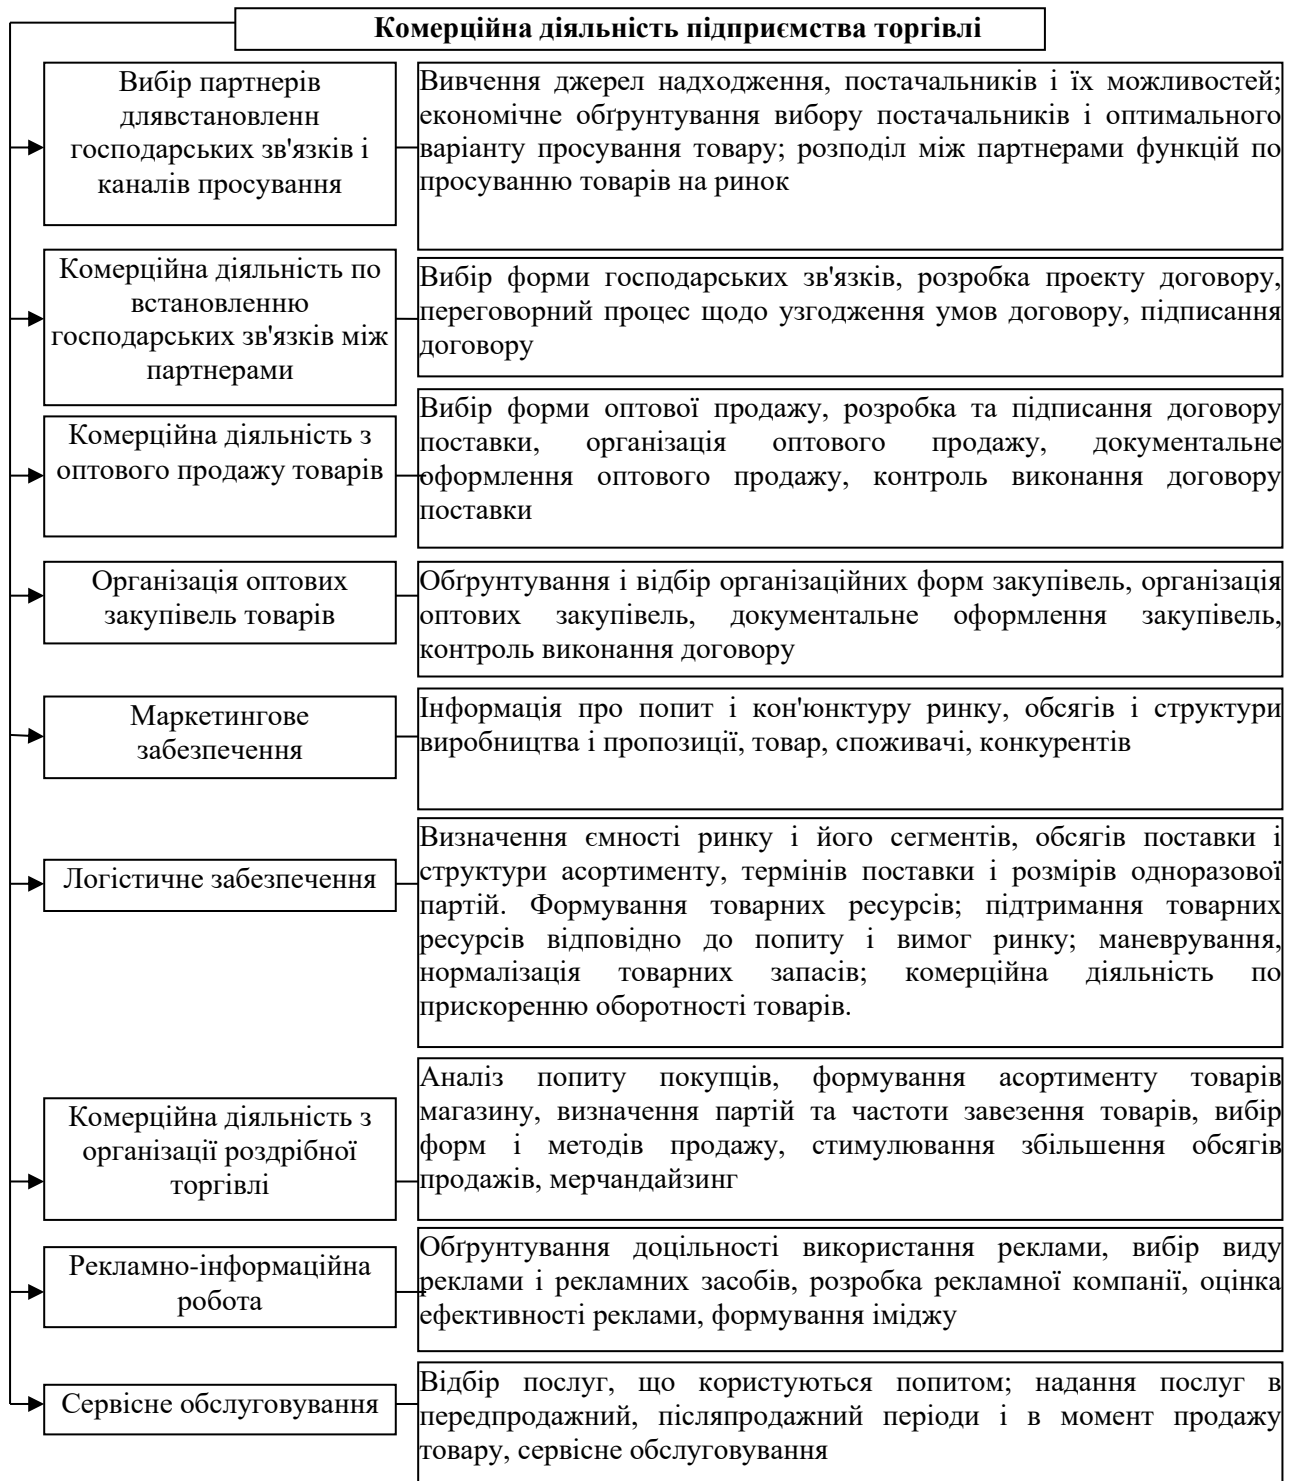 Комерційна діяльність підприємства торгівлі
Вибір партнерів
длявстановленн
господарських зв'язків і
каналів просування
Вивчення джерел надходження, постачальників і їх можливостей;
економічне обґрунтування вибору постачальників і оптимального
варіанту просування товару; розподіл між партнерами функцій по
просуванню товарів на ринок
Комерційна діяльність по
встановленню
господарських зв'язків між
партнерами
Вибір форми господарських зв'язків, розробка проекту договору,
переговорний процес щодо узгодження умов договору, підписання
договору
Комерційна діяльність з
оптового продажу товарів
Вибір форми оптової продажу, розробка та підписання договору
поставки, організація оптового продажу, документальне
оформлення оптового продажу, контроль виконання договору
поставки
Організація оптових
закупівель товарів
Обґрунтування і відбір організаційних форм закупівель, організація
оптових закупівель, документальне оформлення закупівель,
контроль виконання договору
Маркетингове
забезпечення
Інформація про попит і кон'юнктуру ринку, обсягів і структури
виробництва і пропозиції, товар, споживачі, конкурентів
Логістичне забезпечення
Визначення ємності ринку і його сегментів, обсягів поставки і
структури асортименту, термінів поставки і розмірів одноразової
партій. Формування товарних ресурсів; підтримання товарних
ресурсів відповідно до попиту і вимог ринку; маневрування,
нормалізація товарних запасів; комерційна діяльність по
прискоренню оборотності товарів.
Комерційна діяльність з
організації роздрібної
торгівлі
Аналіз попиту покупців, формування асортименту товарів
магазину, визначення партій та частоти завезення товарів, вибір
форм і методів продажу, стимулювання збільшення обсягів
продажів, мерчандайзинг
Рекламно-інформаційна
робота
Обґрунтування доцільності використання реклами, вибір виду
реклами і рекламних засобів, розробка рекламної компанії, оцінка
ефективності реклами, формування іміджу
Сервісне обслуговування
Відбір послуг, що користуються попитом; надання послуг в
передпродажний, післяпродажний періоди і в момент продажу
товару, сервісне обслуговування